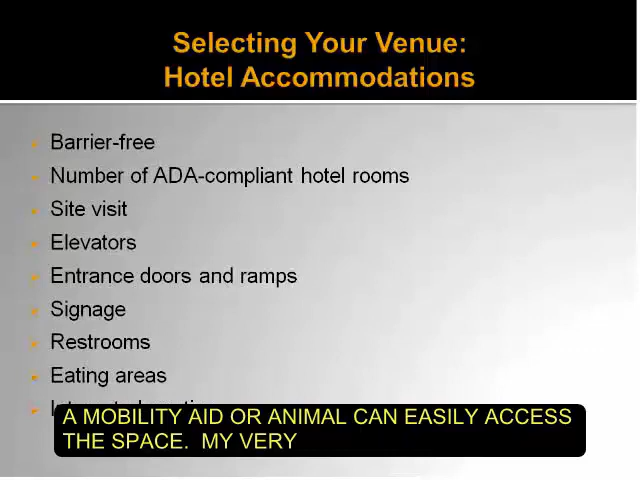 Selecting Your Venue:
Hotel Accommodations
Barrier-free
Number of ADA-compliant hotel rooms
Site visit
Elevators
Entrance doors and ramps
Signage
Restrooms
Eating areas
A MOBILITY AID OR ANIMAL CAN EASILY ACCESS
THE SPACE.  MY VERY